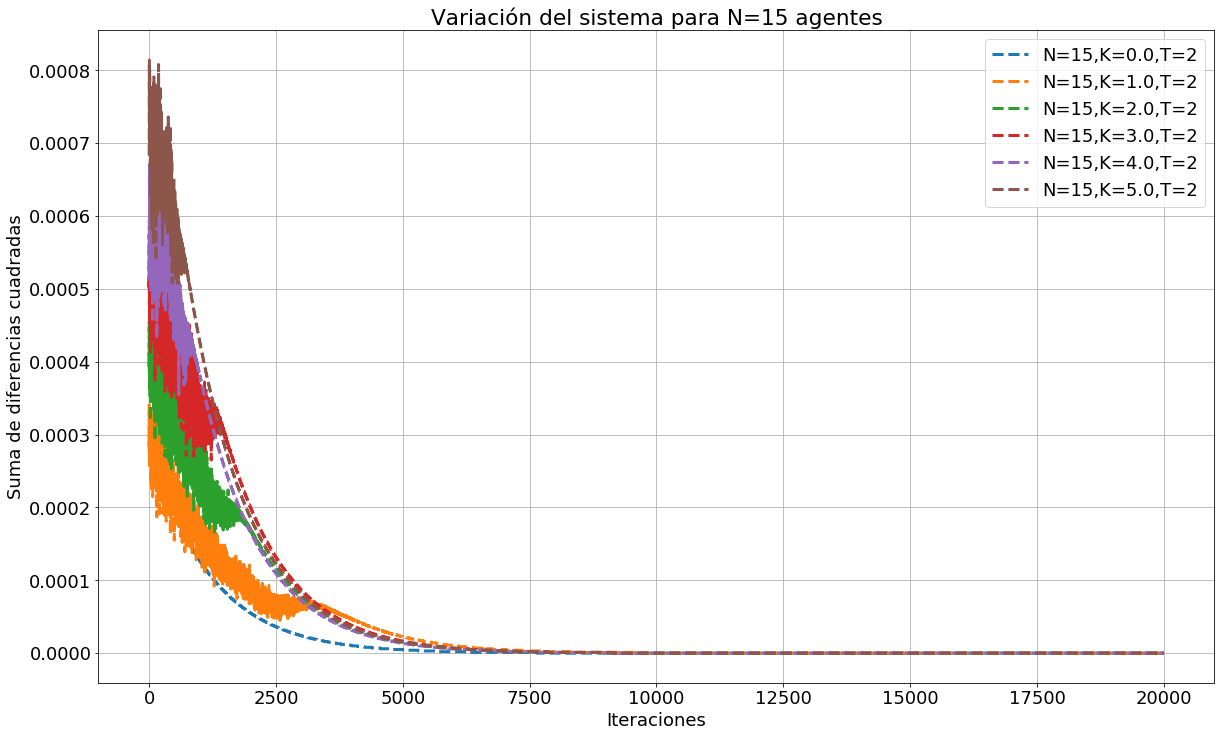 Variación del sistema para N=15 agentes
N=15,K=0.0,T=2
N=15,K=1.0,T=2
N=15,K=2.0,T=2
N=15,K=3.0,T=2
N=15,K=4.0,T=2
N=15,K=5.0,T=2
Suma de diferencias cuadradas
0.0008
0.0007
0.0006
0.0005
0.0004
0.0003
0.0002
0.0001
0.0000
0 2500 5000 7500 10000 12500 15000 17500 20000
Iteraciones